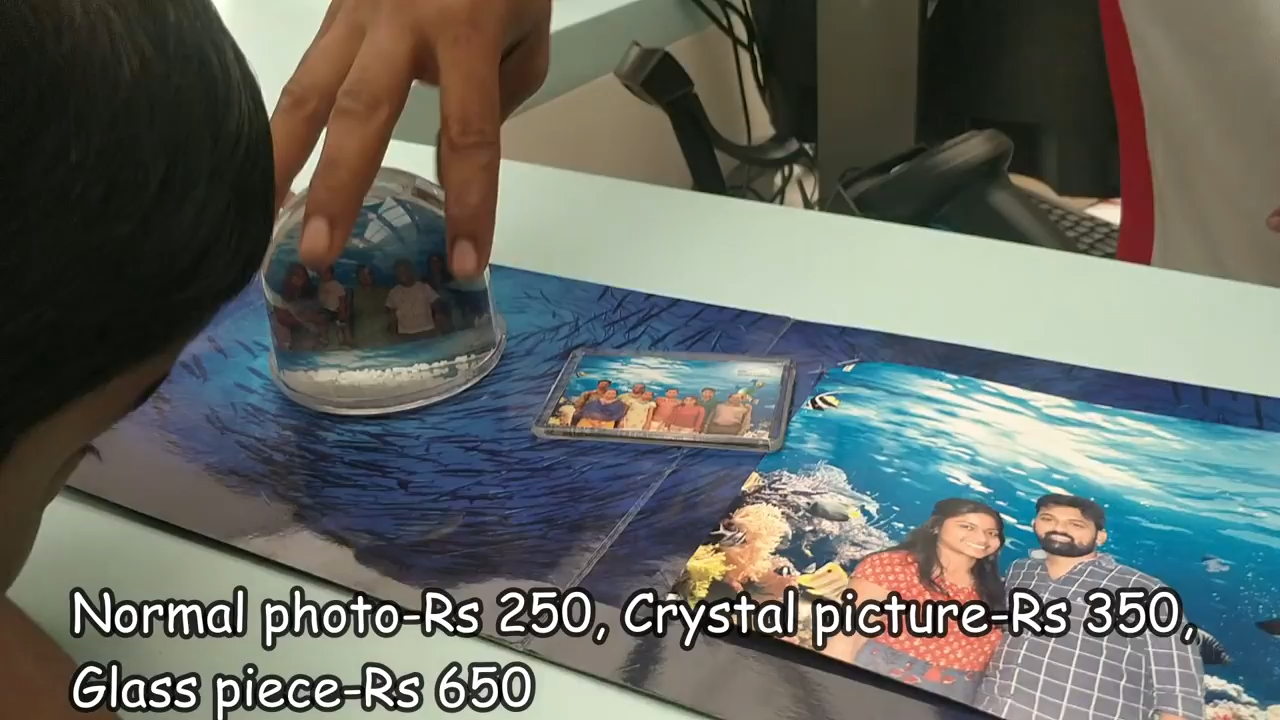 Normal photo-Rs 250, Crystal picture-Rs 350,
Glass piece-Rs 650